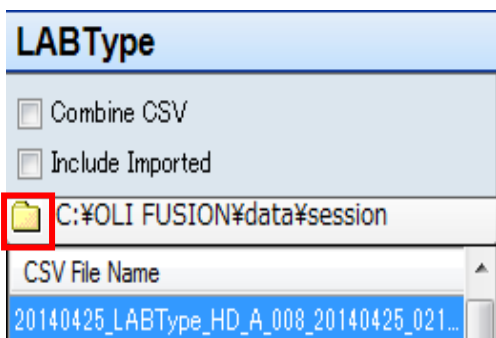 LABType
Combine CSV
Include Imported
C:¥OLI FUSION¥data¥session
CSV File Name
20140425_LABType_HD_A_008_20140425_021...